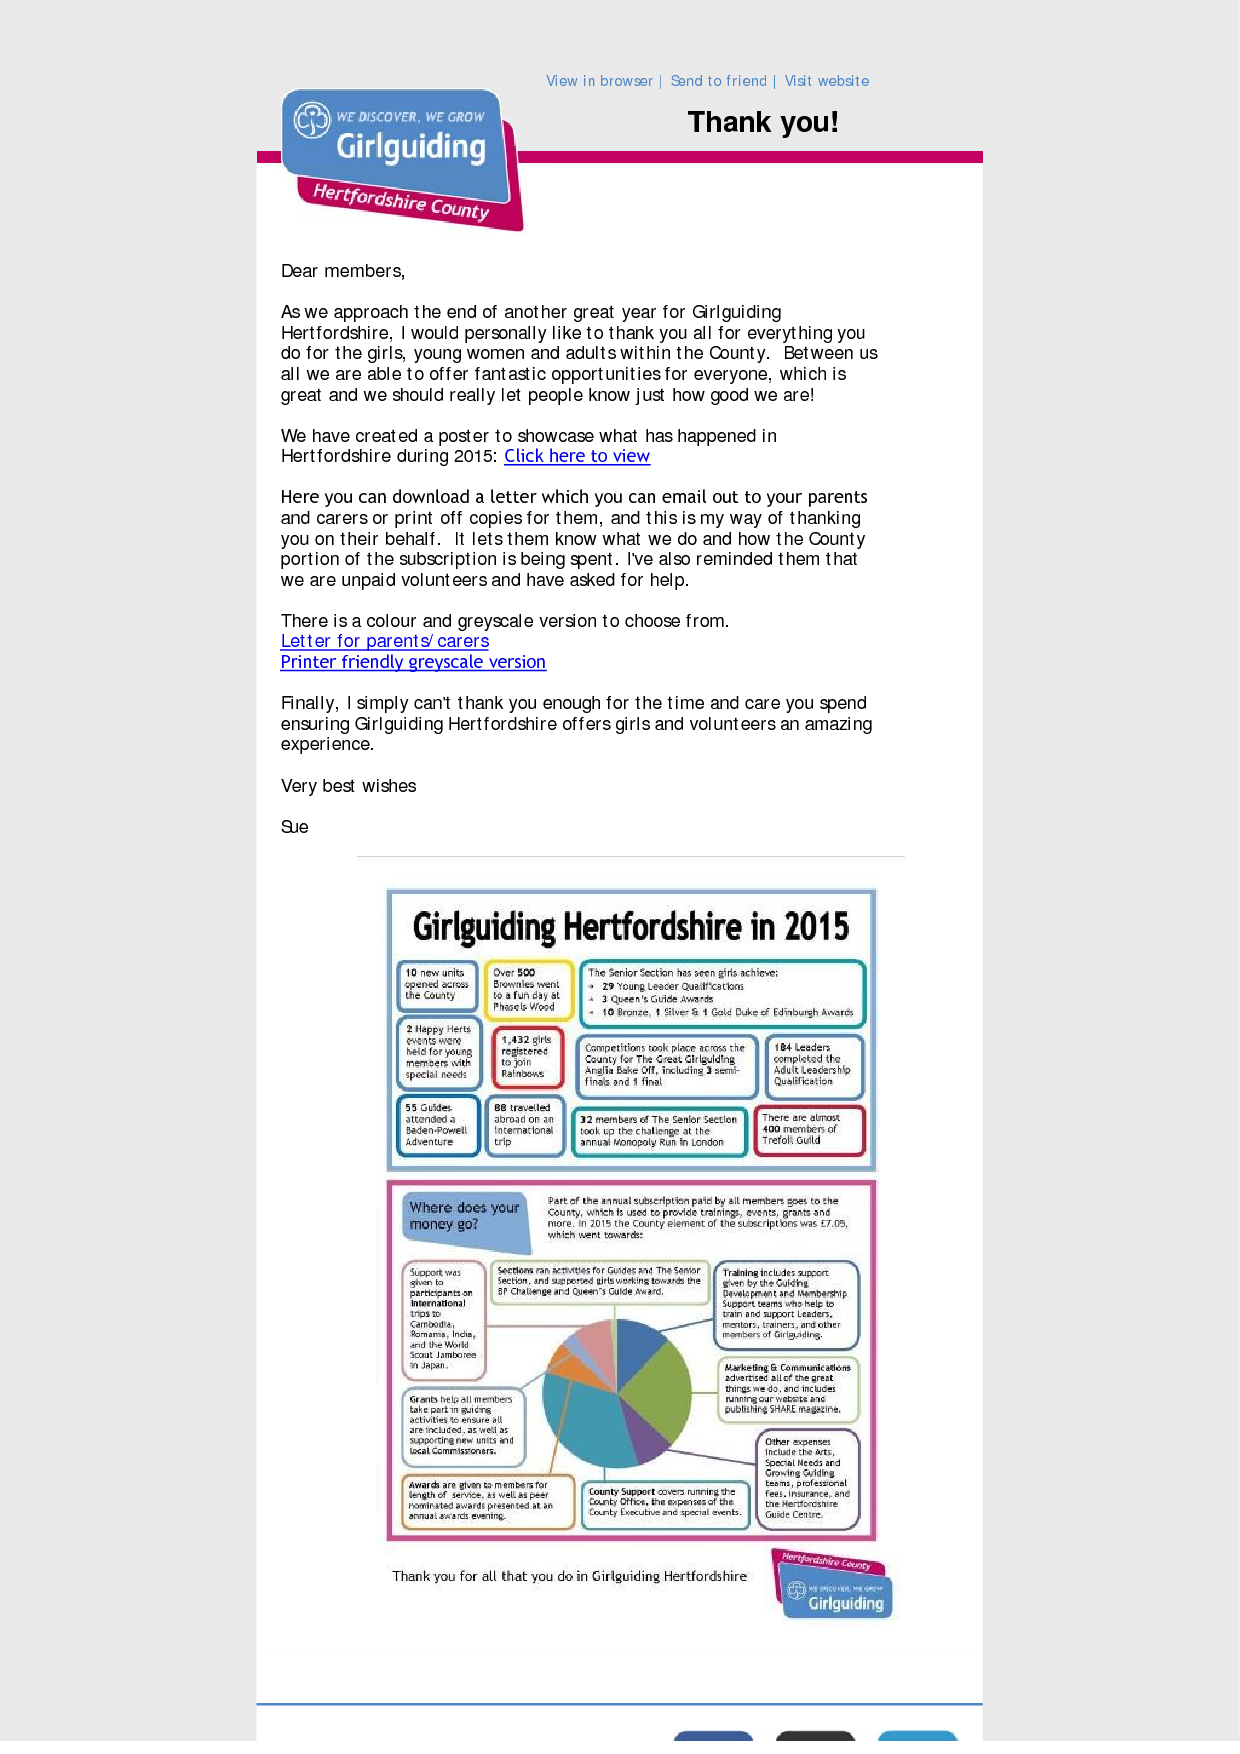 View in browser | Send to friend | Visit website
Thank you!
WE DISCOVER, WE GROW
Girlguiding
Hertfordshire County
Dear members,
As we approach the end of another great year for Girlguiding
Hertfordshire, I would personally like to thank you all for everything you
do for the girls, young women and adults within the County.  Between us
all we are able to offer fantastic opportunities for everyone, which is
great and we should really let people know just how good we are!
We have created a poster to showcase what has happened in
Hertfordshire during 2015: Click here to view
Here you can download a letter which you can email out to your parents
and carers or print off copies for them, and this is my way of thanking
you on their behalf.  It lets them know what we do and how the County
portion of the subscription is being spent. I've also reminded them that
we are unpaid volunteers and have asked for help.
There is a colour and greyscale version to choose from.
Letter for parents/carers
Printer friendly greyscale version
Finally, I simply can't thank you enough for the time and care you spend
ensuring Girlguiding Hertfordshire offers girls and volunteers an amazing
experience.
Very best wishes
Sue
Girlguiding Hertfordshire in 2015
10 new units
opened across
the County
Over 500
Brownies went
to a fun day at
Phasels Wood
The Senior Section has seen girls achieve:
29 Young Leader Qualifications
3 Queen's Guide Awards
10 Bronze, 1 Silver & 1 Gold Duke of Edinburgh Awards
2 Happy Herts
events were
held for young
members with
special needs
1,432 girls
registered
to join
Rainbows
Competitions took place across the
County for The Great Girlguiding
Anglia Bake Off, including 3 semi-
finals and 1 final
184 Leaders
completed the
Adult Leadership
Qualification
55 Guides
attended a
Baden-Powell
Adventure
88 travelled
abroad on an
international
trip
32 members of The Senior Section
took up the challenge at the
annual Monopoly Run in London
There are almost
400 members of
Trefoil Guild
Where does your
money go?
Part of the annual subscription paid by all members goes to the
County, which is used to provide trainings, events, grants and
more. In 2015 the County element of the subscriptions was £7.05,
which went towards:
Support was
given to
participants on
International
trips to
Cambodia,
Romania, India,
and the World
Scout Jamboree
in Japan.
Sections ran activities for Guides and The Senior
Section, and supported girls working towards the
BP Challenge and Queen's Guide Award.
Training includes support
given by the Guiding
Development and Membership
Support teams who help to
train and support Leaders,
mentors, trainers, and other
members of Girlguiding.
Marketing & Communications
advertised all of the great
things we do, and includes
running our website and
publishing SHARE magazine.
Grants help all members
take part in guiding
activities to ensure all
are included, as well as
supporting new units and
local Commissioners.
Other expenses
include the Arts,
Special Needs and
Growing Guiding
teams, professional
fees, insurance, and
the Hertfordshire
Guide Centre.
Awards are given to members for
length of service, as well as peer
nominated awards presented at an
annual awards evening.
County Support covers running the
County Office, the expenses of the
County Executive and special events.
Thank you for all that you do in Girlguiding Hertfordshire
Hertfordshire County
WE DISCOVER, WE GROW
Girlguiding